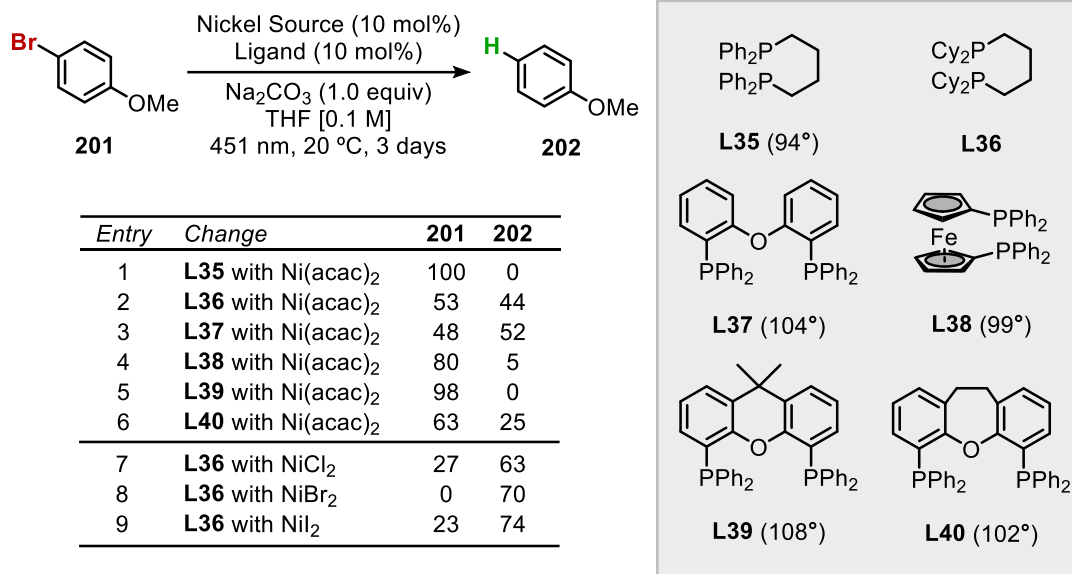 Br
OMe
201
Nickel Source (10 mol%)
Ligand (10 mol%)
Na₂CO₃ (1.0 equiv)
THF [0.1 M]
451 nm, 20 ºC, 3 days
H
OMe
202
Entry Change 201 202
1 L35 with Ni(acac)₂ 100 0
2 L36 with Ni(acac)₂ 53 44
3 L37 with Ni(acac)₂ 48 52
4 L38 with Ni(acac)₂ 80 5
5 L39 with Ni(acac)₂ 98 0
6 L40 with Ni(acac)₂ 63 25
7 L36 with NiCl₂ 27 63
8 L36 with NiBr₂ 0 70
9 L36 with NiI₂ 23 74
Ph₂P
Ph₂P
L35 (94°)
Cy₂P
Cy₂P
L36
O
PPh₂ PPh₂
L37 (104°)
PPh₂
Fe
PPh₂
L38 (99°)
O
PPh₂ PPh₂
L39 (108°)
O
PPh₂ PPh₂
L40 (102°)